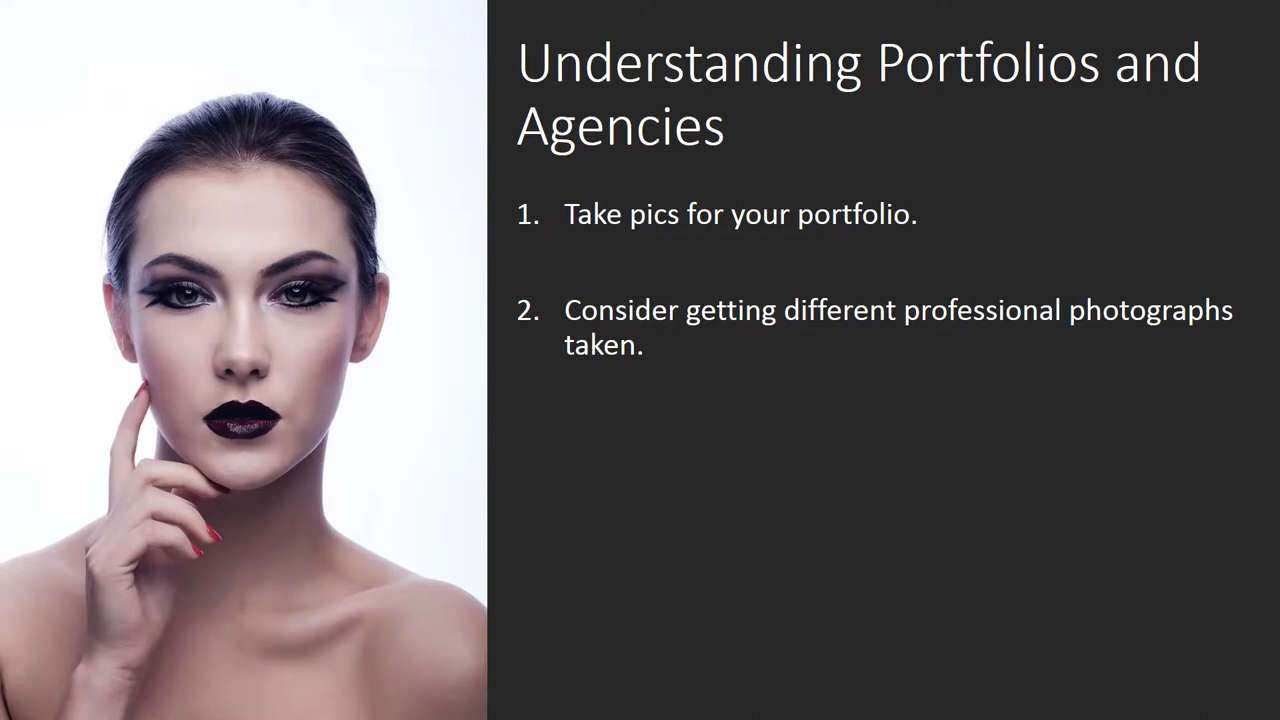 Understanding Portfolios and
Agencies
1. Take pics for your portfolio.
2. Consider getting different professional photographs
taken.